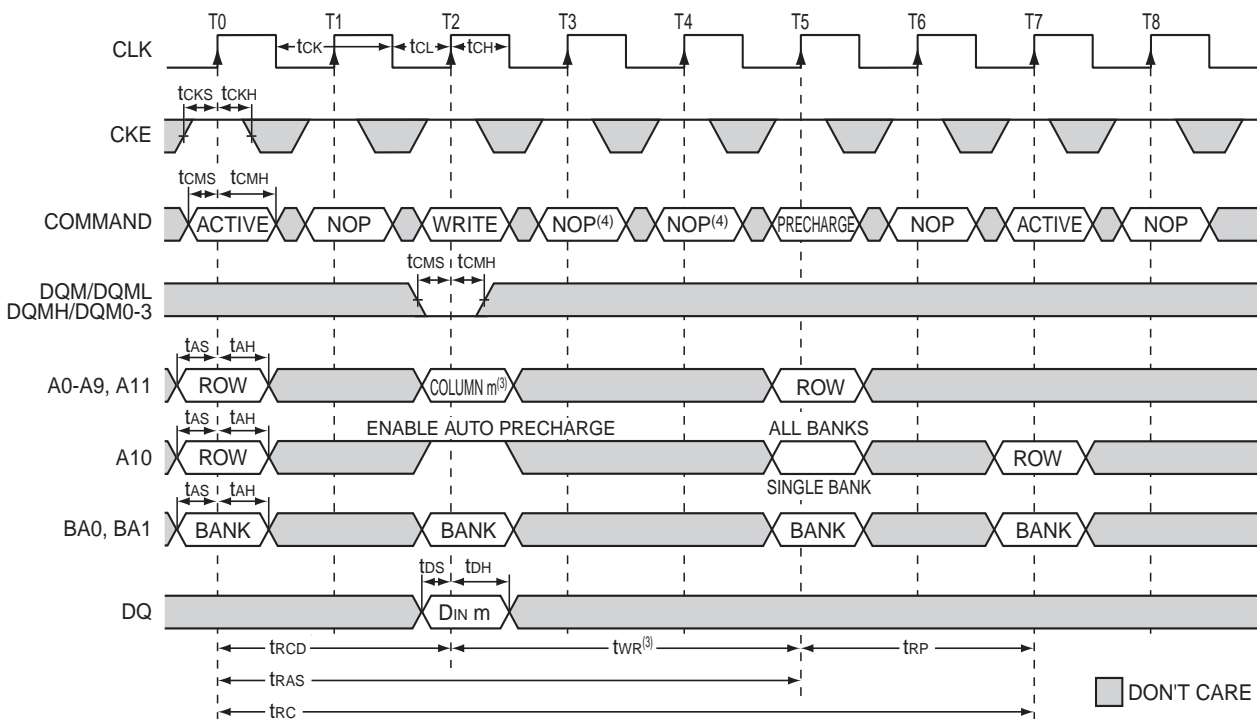 T0 T1 T2 T3 T4 T5 T6 T7 T8
CLK tCK tCL tCH
tCKS tCKH
CKE
tCMS tCMH
COMMAND ACTIVE NOP WRITE NOP(4) NOP(4) PRECHARGE NOP ACTIVE NOP
tCMS tCMH
DQM/DQML
DQMH/DQM0-3
tAS tAH
A0-A9, A11 ROW COLUMN m(3) ROW
tAS tAH ENABLE AUTO PRECHARGE ALL BANKS
A10 ROW ROW
tAS tAH SINGLE BANK
BA0, BA1 BANK BANK BANK BANK
tDS tDH
DQ DIN m
tRCD tWR(3) tRP
tRAS
DON'T CARE
tRC